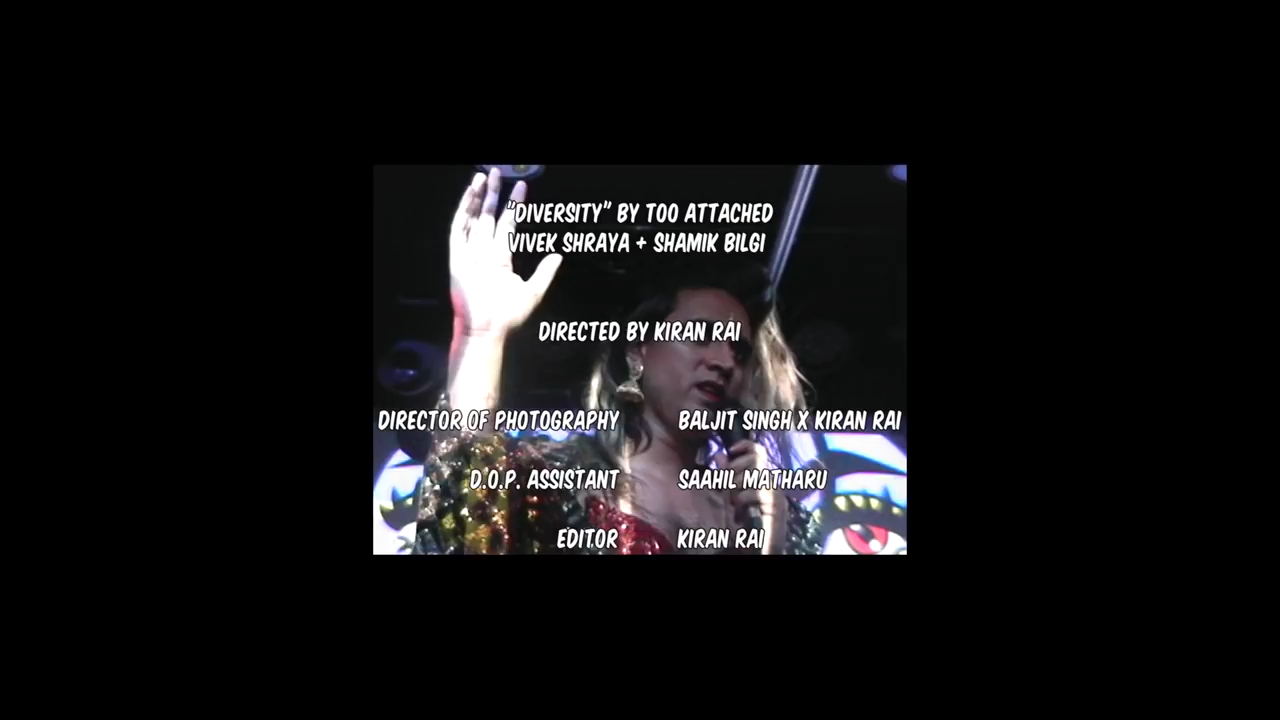 "DIVERSITY" BY TOO ATTACHED
VIVEK SHRAYA + SHAMIK BILGI
DIRECTED BY KIRAN RAI
DIRECTOR OF PHOTOGRAPHY BALJIT SINGH X KIRAN RAI
D.O.P. ASSISTANT SAAHIL MATHARU
EDITOR KIRAN RAI